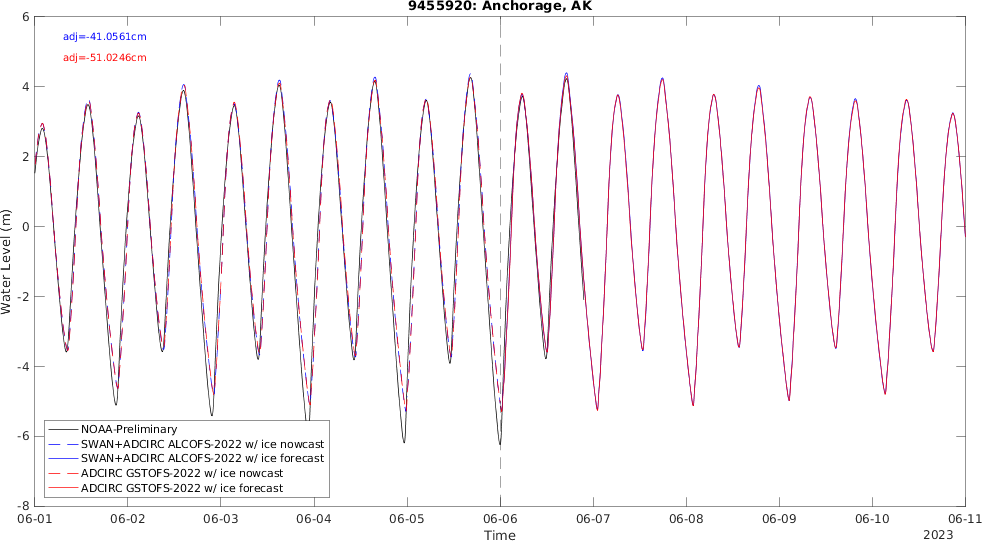 9455920: Anchorage, AK
adj=-41.0561cm
adj=-51.0246cm
6
4
2
0
-2
-4
-6
-8
Water Level (m)
NOAA-Preliminary
SWAN+ADCIRC ALCOFS-2022 w/ ice nowcast
SWAN+ADCIRC ALCOFS-2022 w/ ice forecast
ADCIRC GSTOFS-2022 w/ ice nowcast
ADCIRC GSTOFS-2022 w/ ice forecast
06-01 06-02 06-03 06-04 06-05 06-06 06-07 06-08 06-09 06-10 06-11
Time
2023